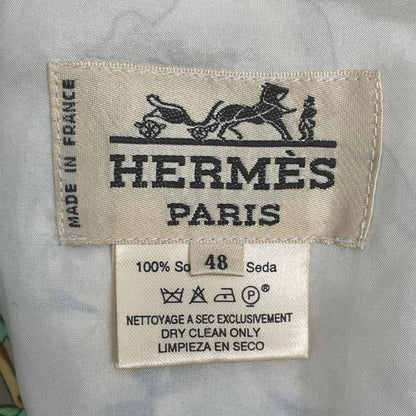 MADE IN FRANCE
HERMÈS
PARIS
48
100% So Seda
P
NETTOYAGE A SEC EXCLUSIVEMENT
DRY CLEAN ONLY
LIMPIEZA EN SECO